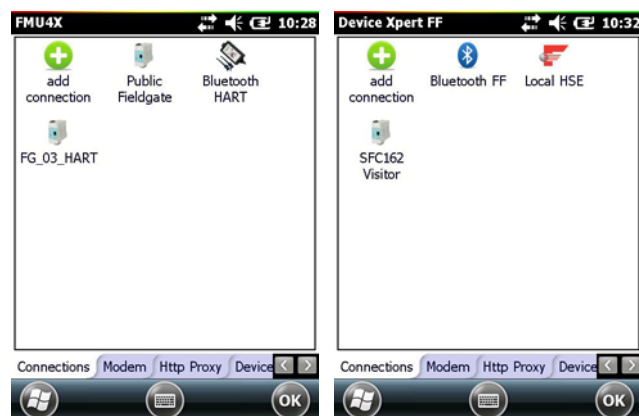 FMU4X 10:28
add connection
Public Fieldgate
Bluetooth HART
FG_03_HART
Connections Modem Http Proxy Device
OK
Device Xpert FF 10:32
add connection
Bluetooth FF
Local HSE
SFC162 Visitor
Connections Modem Http Proxy Device
OK